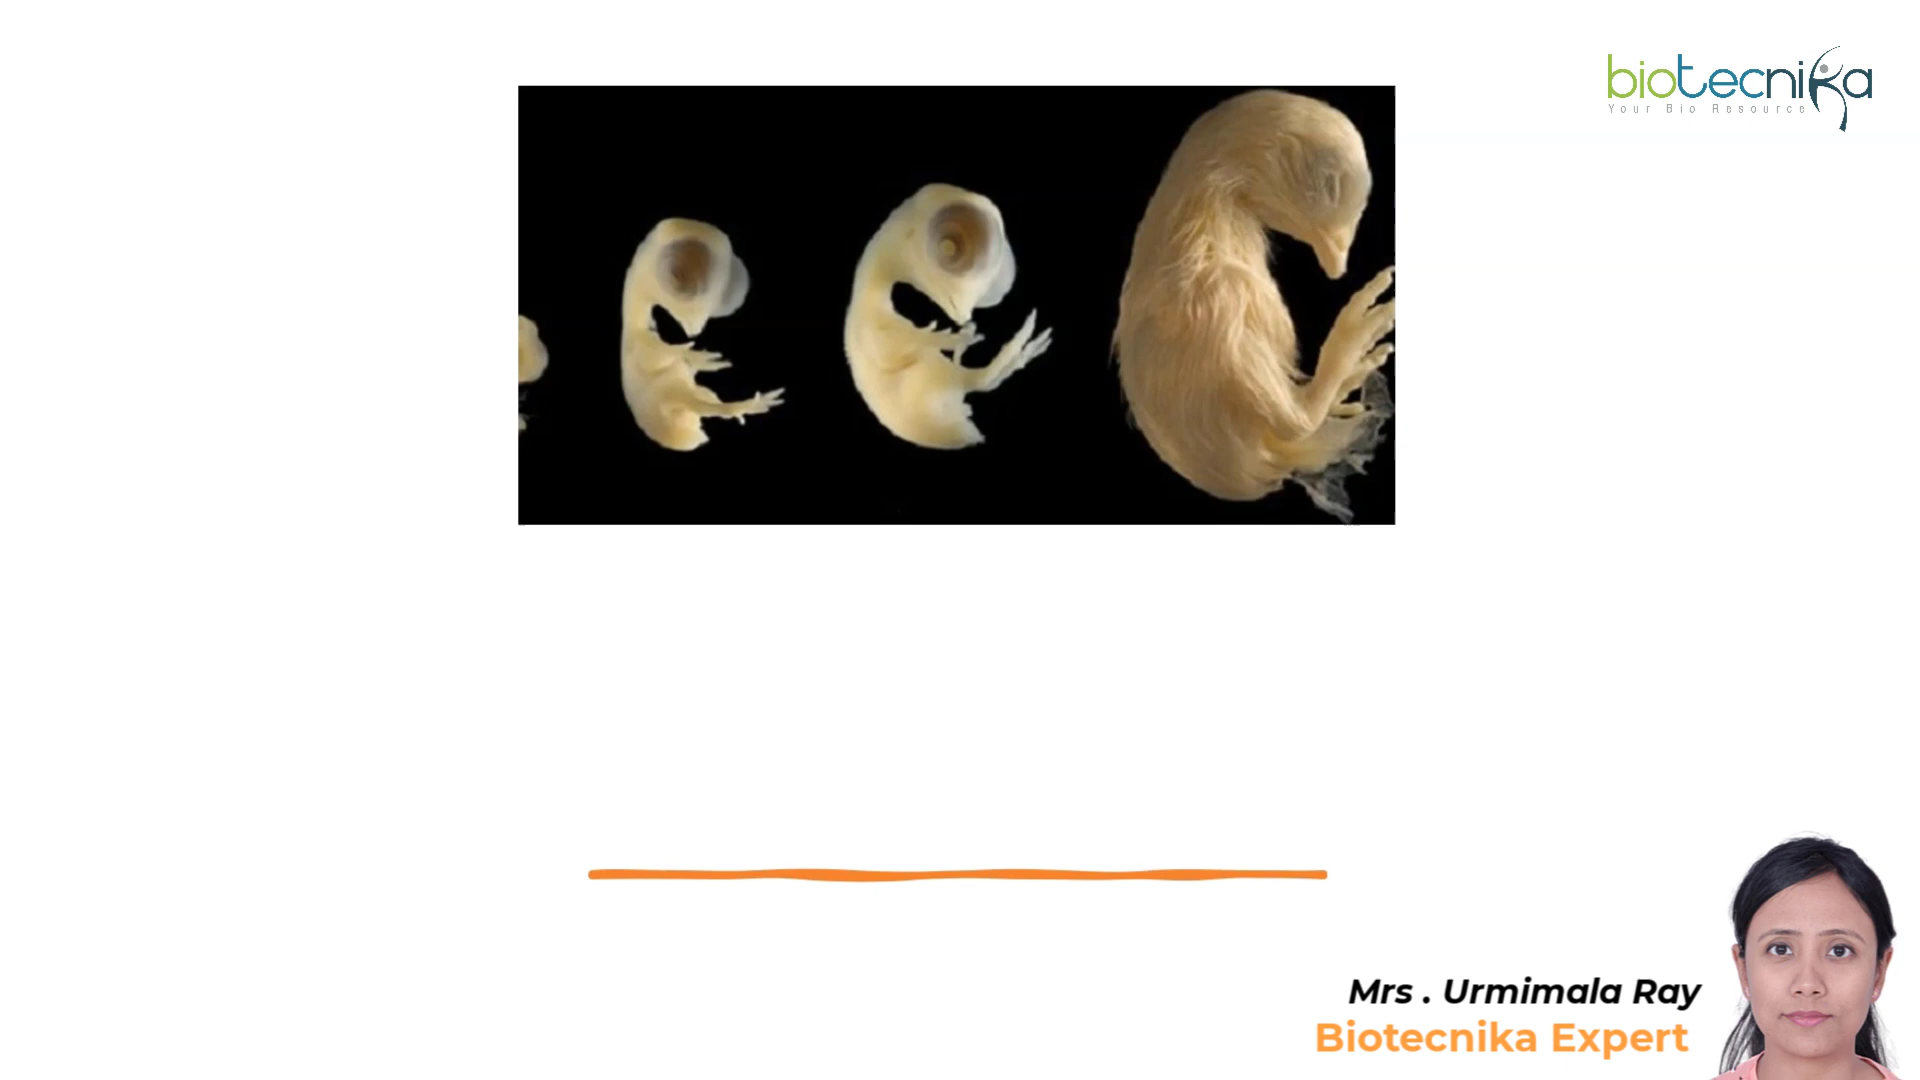 biotecnika
Your Bio Resource
Mrs . Urmimala Ray
Biotecnika Expert